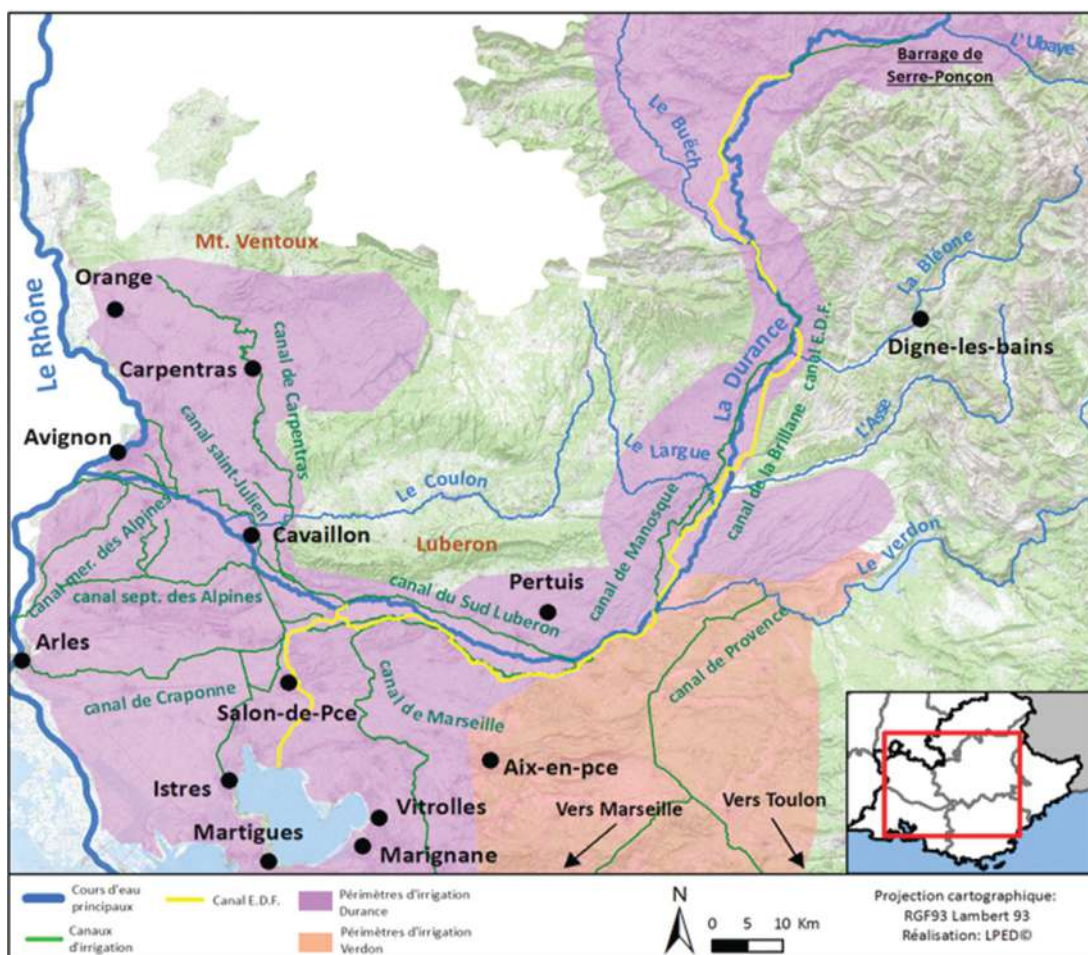 L'Ubaye
Barrage de
Serre-Ponçon
Le Buëch
Mt. Ventoux
Orange
Le Rhône
canal de Carpentras
Carpentras
La Bléone
La Durance
canal E.D.F.
Digne-les-bains
Avignon
canal saint-Julien
Le Largue
L'Asse
canal de la Brillane
Le Coulon
canal mer. des Alpines
Cavaillon
Luberon
canal de Manosque
Le Verdon
canal sept. des Alpines
canal du Sud Luberon
Pertuis
Arles
canal de Provence
canal de Craponne
Salon-de-Pce
canal de Marseille
Istres
Aix-en-pce
Vitrolles
Vers Marseille
Vers Toulon
Martigues
Marignane
Cours d'eau
principaux
Canal E.D.F.
Périmètres d'irrigation
Durance
Canaux
d'irrigation
Périmètres d'irrigation
Verdon
N
0 5 10 Km
Projection cartographique:
RGF93 Lambert 93
Réalisation: LPED©